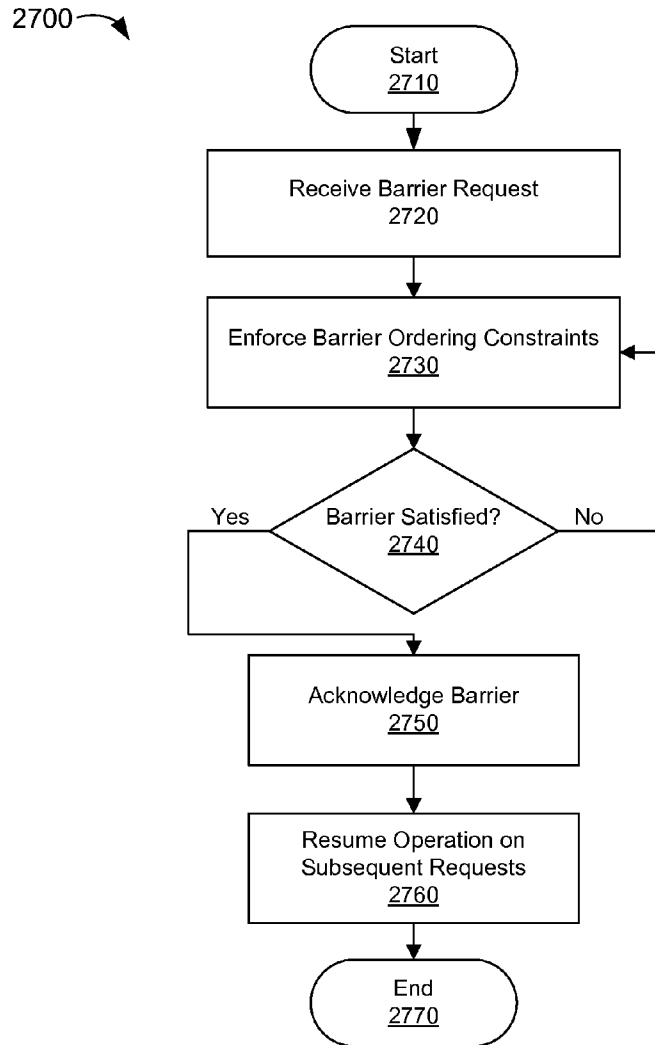 2700
Start
2710
Receive Barrier Request
2720
Enforce Barrier Ordering Constraints
2730
Yes
Barrier Satisfied?
No
2740
Acknowledge Barrier
2750
Resume Operation on
Subsequent Requests
2760
End
2770